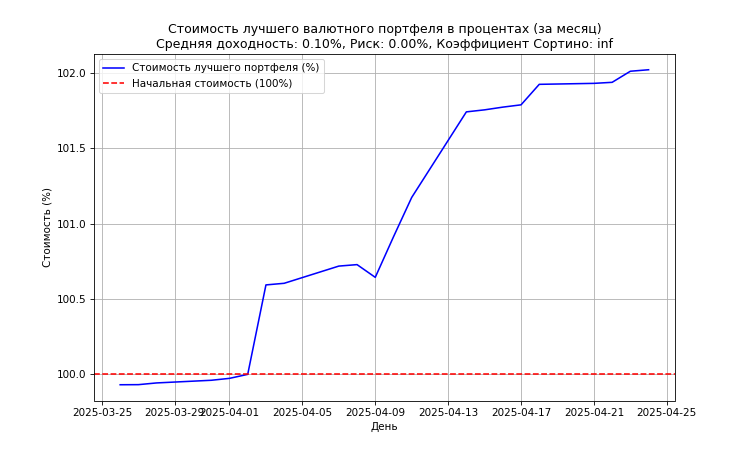 Стоимость лучшего валютного портфеля в процентах (за месяц)
Средняя доходность: 0.10%, Риск: 0.00%, Коэффициент Сортино: inf
Стоимость лучшего портфеля (%)
Начальная стоимость (100%)
Стоимость (%)
102.0
101.5
101.0
100.5
100.0
2025-03-25 2025-03-29 2025-04-01 2025-04-05 2025-04-09 2025-04-13 2025-04-17 2025-04-21 2025-04-25
День